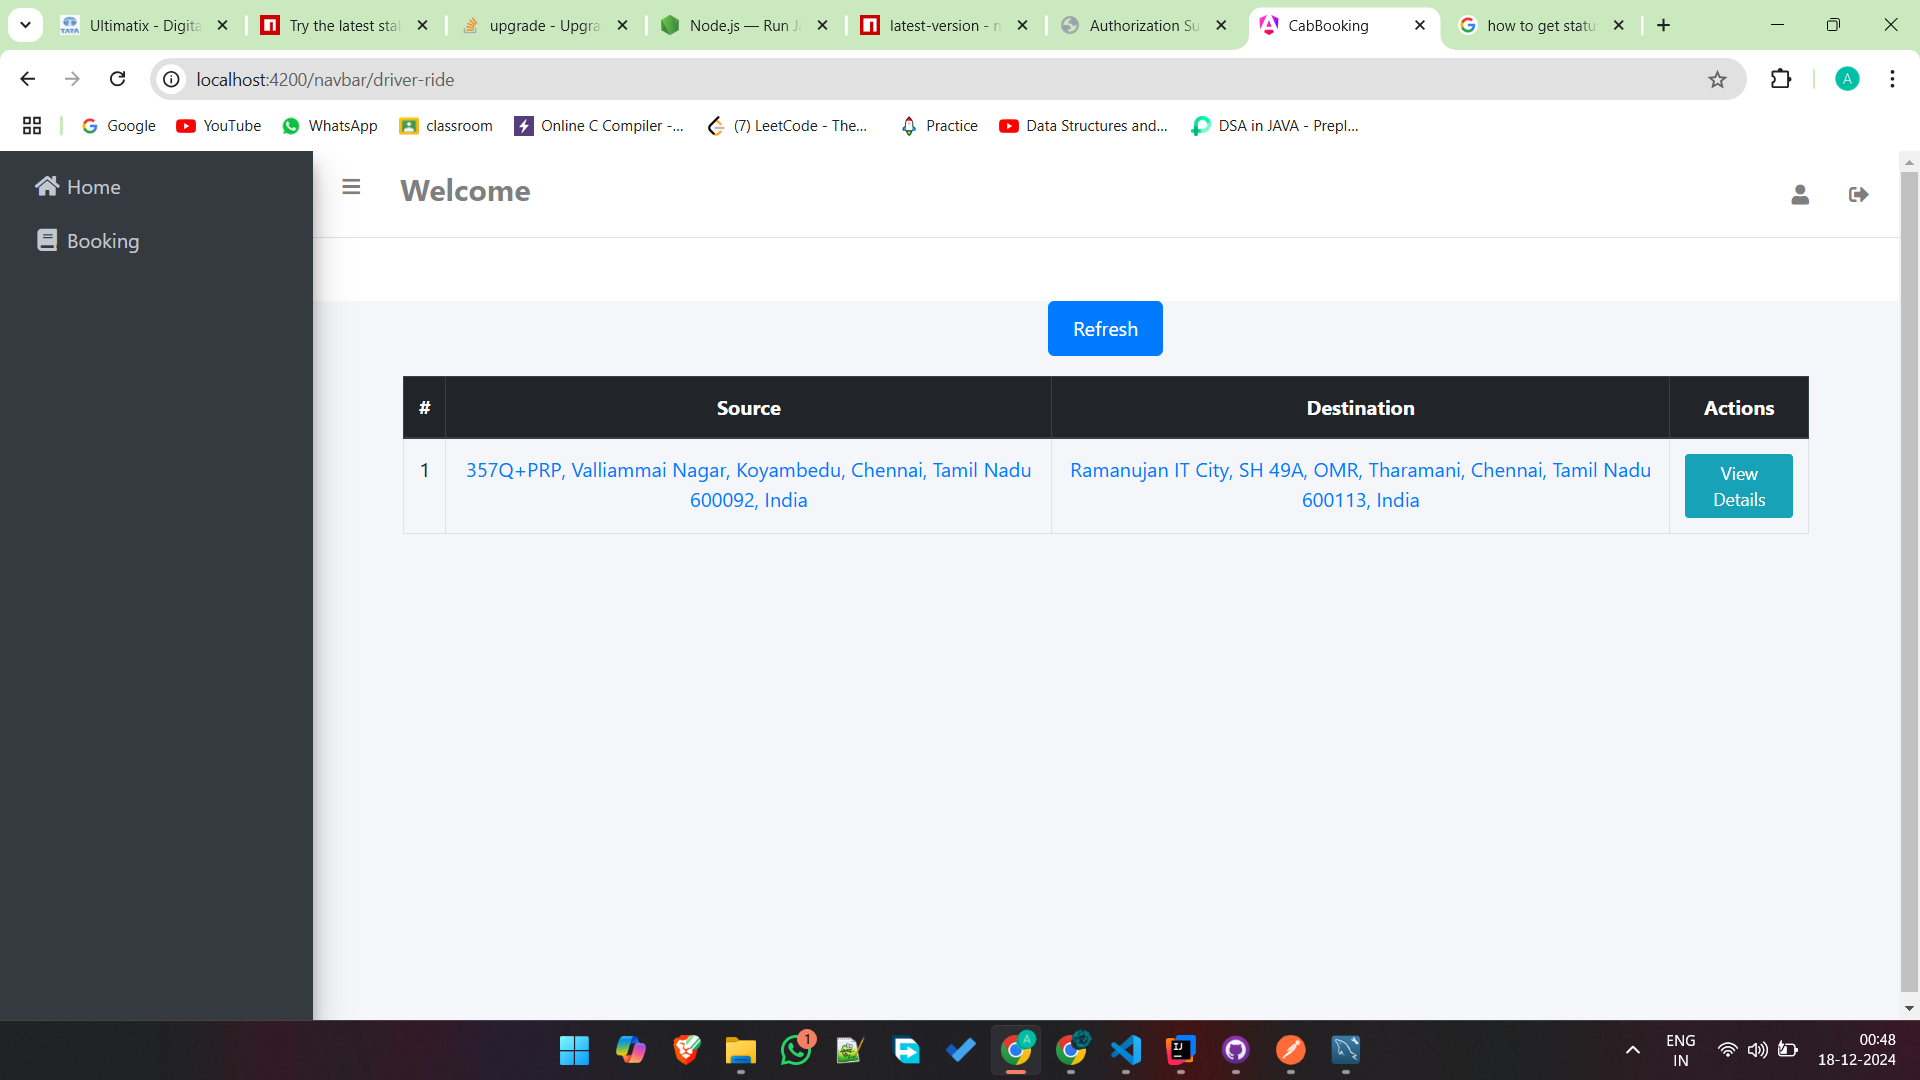 Ultimatix - Digita
Try the latest stal
upgrade - Upgra
Node.js — Run Ja
latest-version - n
Authorization Su
CabBooking
how to get statu
localhost:4200/navbar/driver-ride
A
Google
YouTube
WhatsApp
classroom
Online C Compiler -...
(7) LeetCode - The...
Practice
Data Structures and...
DSA in JAVA - Prepl...
Home
Booking
Welcome
Refresh
# Source Destination Actions
1 357Q+PRP, Valliammai Nagar, Koyambedu, Chennai, Tamil Nadu Ramanujan IT City, SH 49A, OMR, Tharamani, Chennai, Tamil Nadu View
600092, India 600113, India Details
1
A
IJ
ENG
IN
00:48
18-12-2024